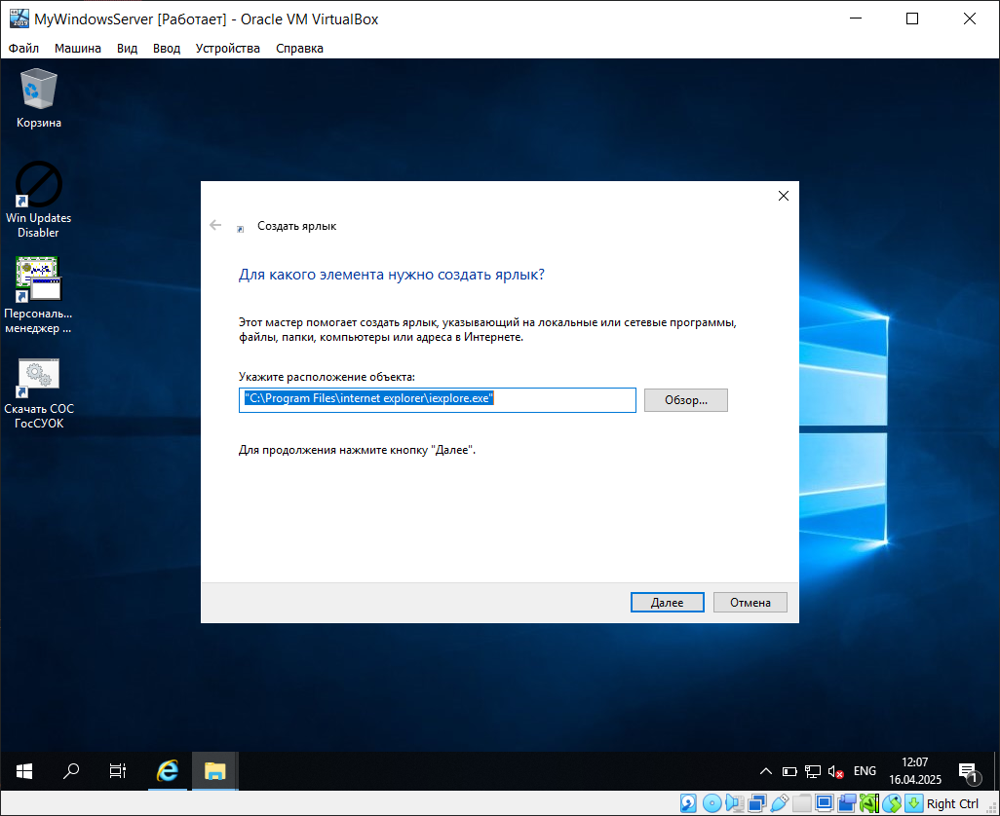 MyWindowsServer [Работает] - Oracle VM VirtualBox
Файл Машина Вид Ввод Устройства Справка
Корзина
Win Updates
Disabler
Персональ...
менеджер ...
Скачать СОС
ГосСУОК
Создать ярлык
Для какого элемента нужно создать ярлык?
Этот мастер помогает создать ярлык, указывающий на локальные или сетевые программы,
файлы, папки, компьютеры или адреса в Интернете.
Укажите расположение объекта:
"C:\Program Files\internet explorer\iexplore.exe"
Обзор...
Для продолжения нажмите кнопку "Далее".
Далее
Отмена
ENG
12:07
16.04.2025
1
Right Ctrl